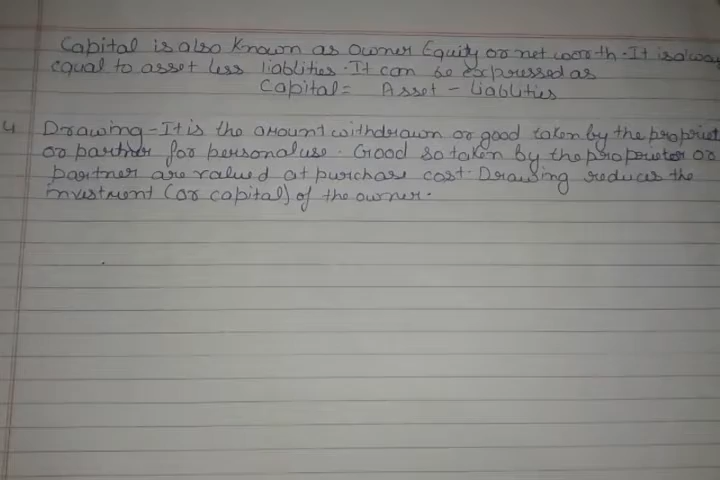 Capital is also known as owner Equity or net worth. It is alway
equal to asset less liablities. It can be expressed as
Capital = Asset - Liablities
4 Drawing - It is the amount withdrawn or good taken by the propriet
or partner for personal use. Good so taken by the proprietor or
partner are valued at purchase cost. Drawing reduces the
investment (or capital) of the owner.